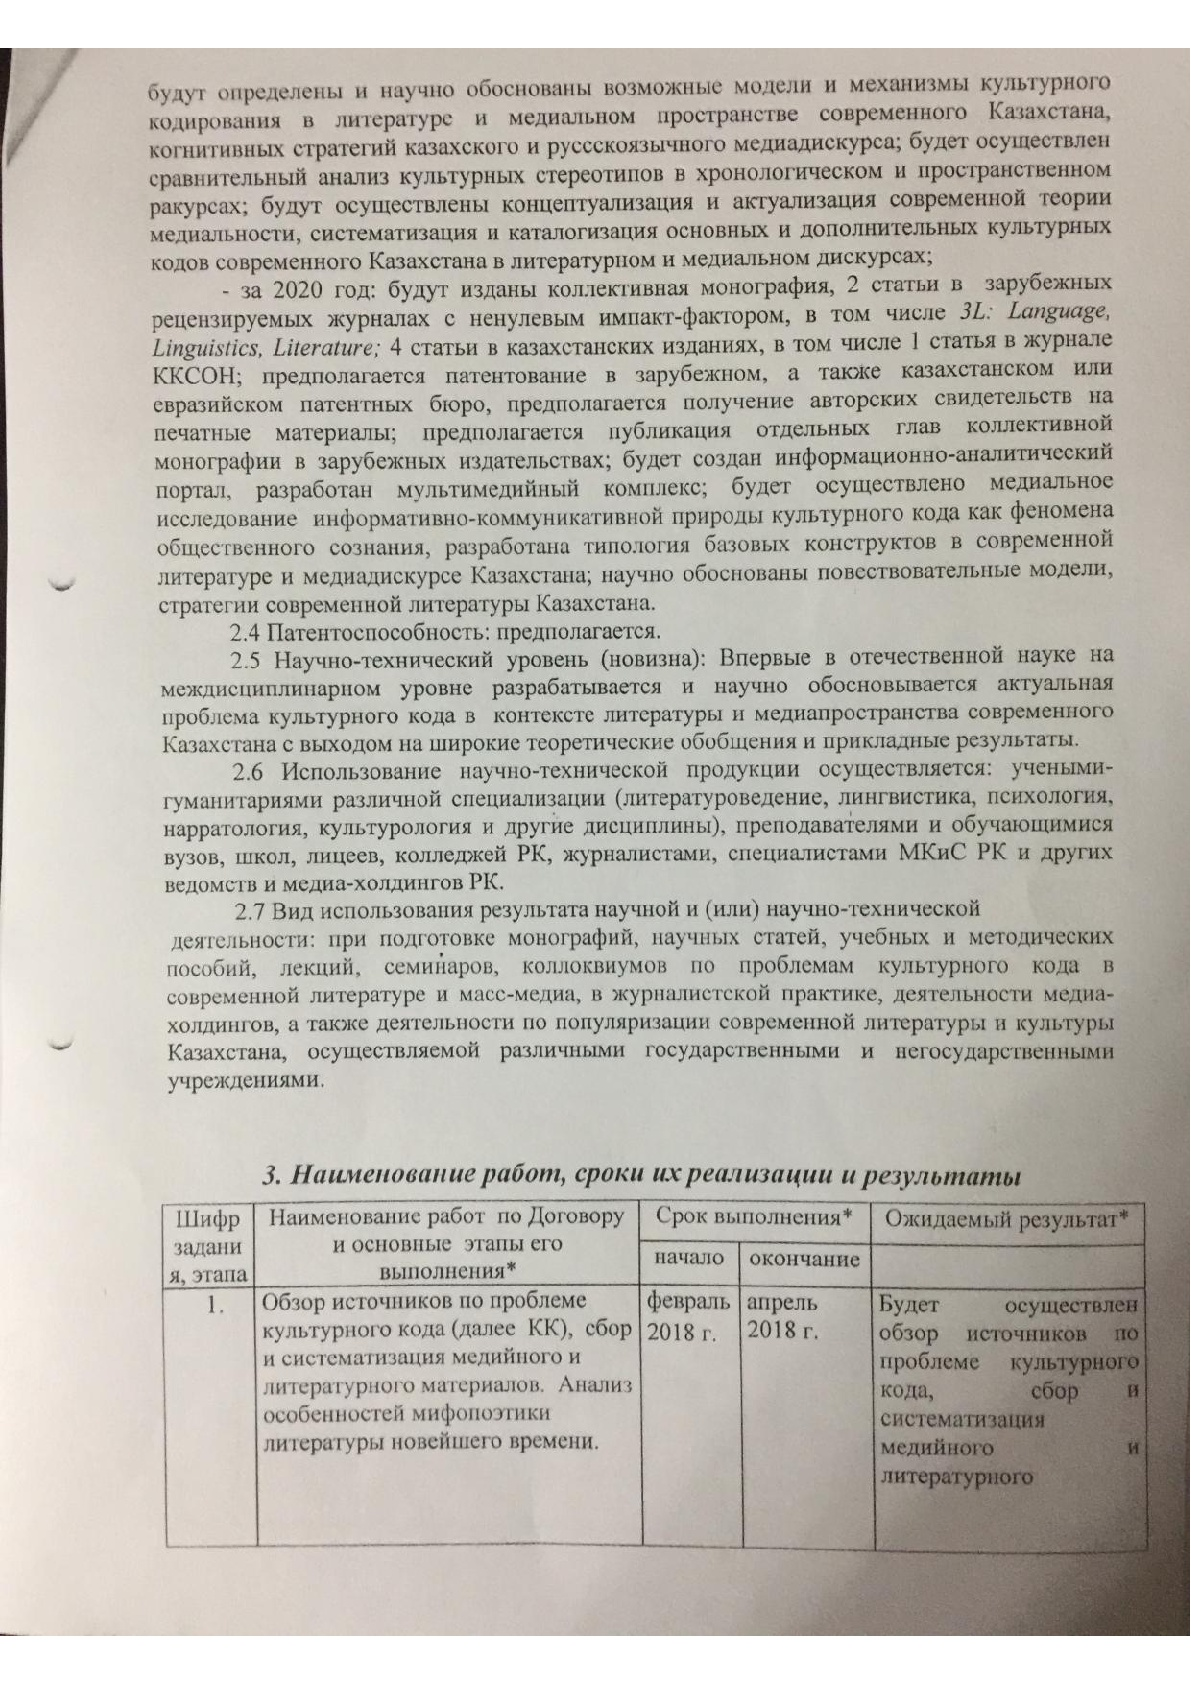 будут определены и научно обоснованы возможные модели и механизмы культурного
кодирования в литературе и медиальном пространстве современного Казахстана,
когнитивных стратегий казахского и руссскоязычного медиадискурса; будет осуществлен
сравнительный анализ культурных стереотипов в хронологическом и пространственном
ракурсах; будут осуществлены концептуализация и актуализация современной теории
медиальности, систематизация и каталогизация основных и дополнительных культурных
кодов современного Казахстана в литературном и медиальном дискурсах;
- за 2020 год: будут изданы коллективная монография, 2 статьи в зарубежных
рецензируемых журналах с ненулевым импакт-фактором, в том числе 3L: Language,
Linguistics, Literature; 4 статьи в казахстанских изданиях, в том числе 1 статья в журнале
ККСОН; предполагается патентование в зарубежном, а также казахстанском или
евразийском патентных бюро, предполагается получение авторских свидетельств на
печатные материалы; предполагается публикация отдельных глав коллективной
монографии в зарубежных издательствах; будет создан информационно-аналитический
портал, разработан мультимедийный комплекс; будет осуществлено медиальное
исследование информативно-коммуникативной природы культурного кода как феномена
общественного сознания, разработана типология базовых конструктов в современной
литературе и медиадискурсе Казахстана; научно обоснованы повествовательные модели,
стратегии современной литературы Казахстана.
2.4 Патентоспособность: предполагается.
2.5 Научно-технический уровень (новизна): Впервые в отечественной науке на
междисциплинарном уровне разрабатывается и научно обосновывается актуальная
проблема культурного кода в контексте литературы и медиапространства современного
Казахстана с выходом на широкие теоретические обобщения и прикладные результаты.
2.6 Использование научно-технической продукции осуществляется: учеными-
гуманитариями различной специализации (литературоведение, лингвистика, психология,
нарратология, культурология и другие дисциплины), преподавателями и обучающимися
вузов, школ, лицеев, колледжей РК, журналистами, специалистами МКиС РК и других
ведомств и медиа-холдингов РК.
2.7 Вид использования результата научной и (или) научно-технической
деятельности: при подготовке монографий, научных статей, учебных и методических
пособий, лекций, семинаров, коллоквиумов по проблемам культурного кода в
современной литературе и масс-медиа, в журналистской практике, деятельности медиа-
холдингов, а также деятельности по популяризации современной литературы и культуры
Казахстана, осуществляемой различными государственными и негосударственными
учреждениями.
3. Наименование работ, сроки их реализации и результаты
Шифр
задани
я, этапа
Наименование работ по Договору
и основные этапы его
выполнения*
Срок выполнения*
начало
окончание
Ожидаемый результат*
1.
Обзор источников по проблеме
культурного кода (далее КК), сбор
и систематизация медийного и
литературного материалов. Анализ
особенностей мифопоэтики
литературы новейшего времени.
февраль
2018 г.
апрель
2018 г.
Будет осуществлен
обзор источников по
проблеме культурного
кода, сбор и
систематизация
медийного и
литературного